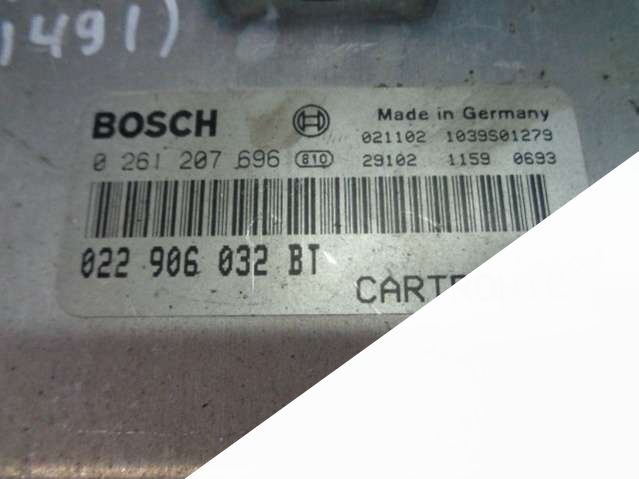 1491)
BOSCH Made in Germany
021102 1039S01279
0 261 207 696 810 29102 1159 0693
022 906 032 BT